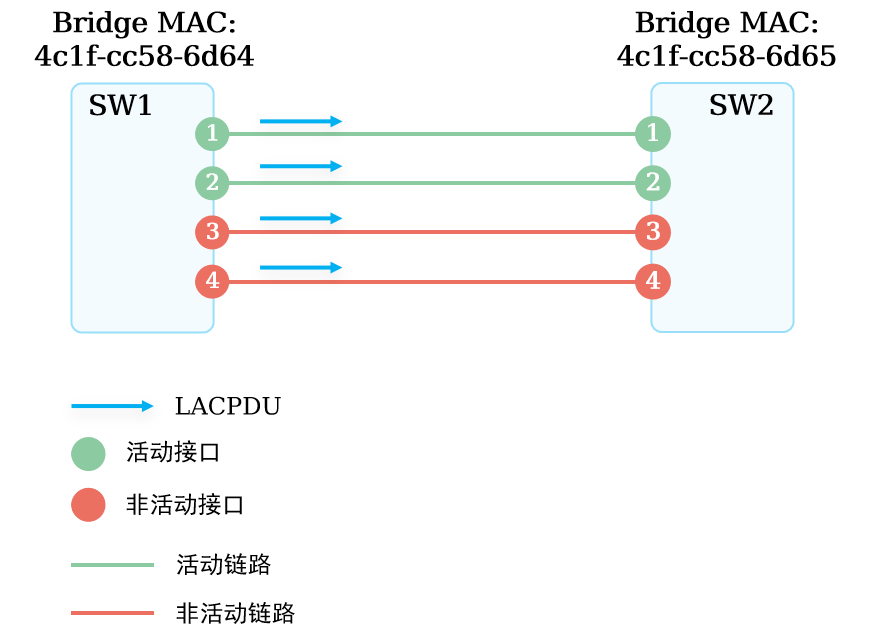 Bridge MAC:
4c1f-cc58-6d64
Bridge MAC:
4c1f-cc58-6d65
SW1
SW2
1
1
2
2
3
3
4
4
LACPDU
活动接口
非活动接口
活动链路
非活动链路